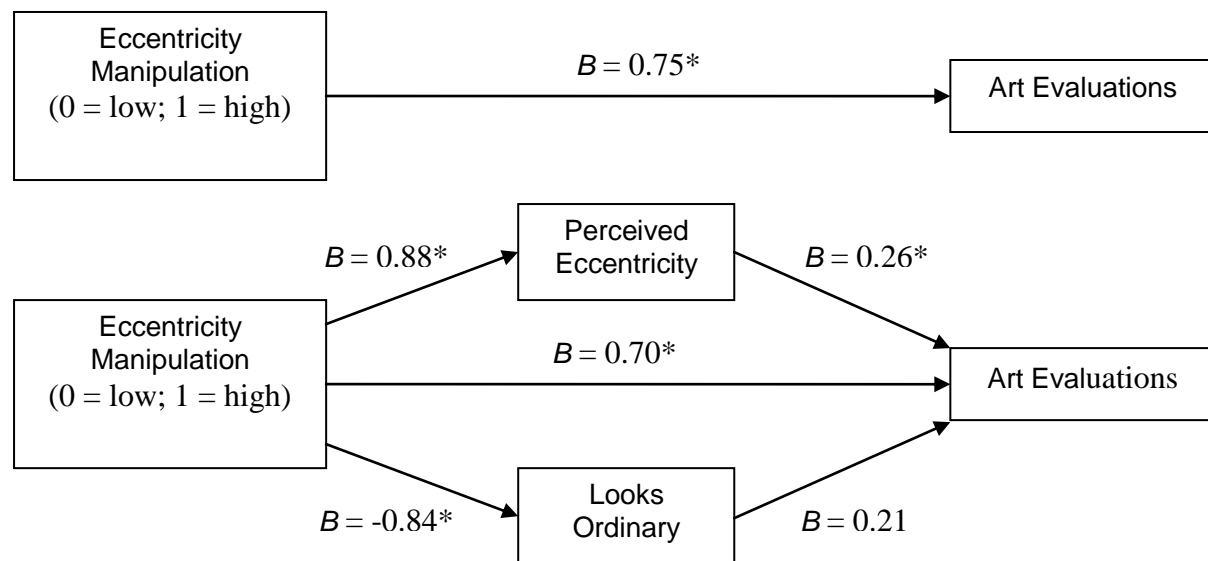 Eccentricity
Manipulation
(0 = low; 1 = high)
B = 0.75*
Art Evaluations
Perceived
Eccentricity
B = 0.88*
B = 0.26*
Eccentricity
Manipulation
(0 = low; 1 = high)
B = 0.70*
Art Evaluations
B = -0.84*
Looks
Ordinary
B = 0.21